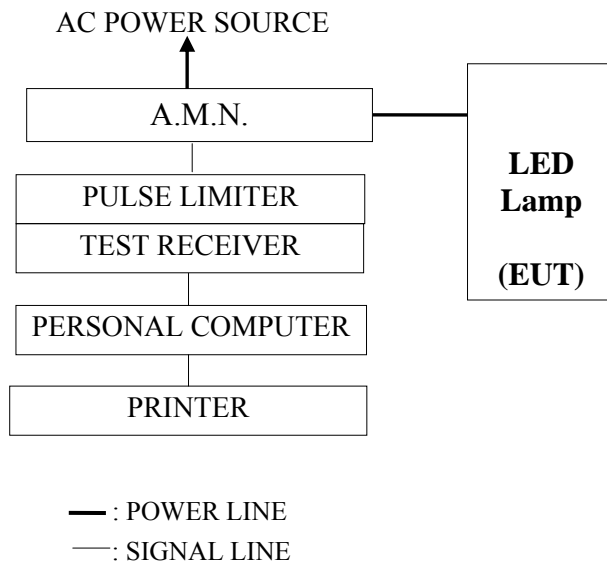 AC POWER SOURCE
A.M.N.
PULSE LIMITER
TEST RECEIVER
PERSONAL COMPUTER
PRINTER
LED
Lamp
(EUT)
: POWER LINE
: SIGNAL LINE